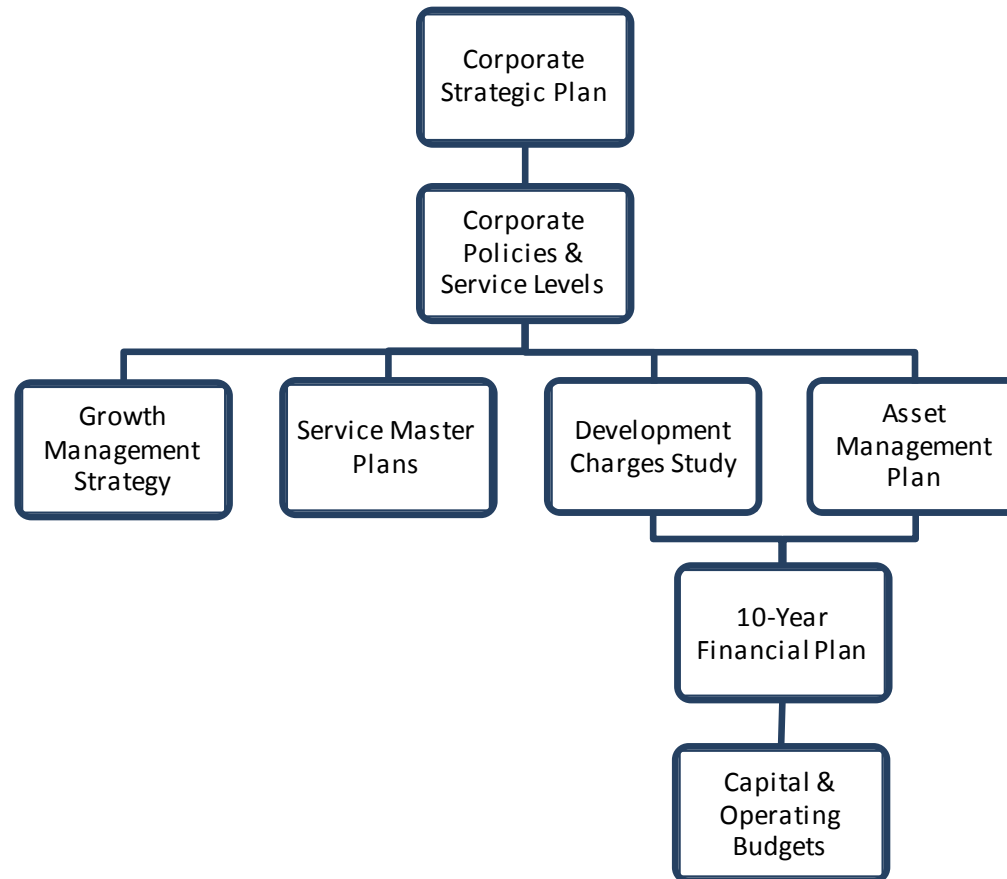 Corporate
Strategic Plan
Corporate
Policies &
Service Levels
Growth
Management
Strategy
Service Master
Plans
Development
Charges Study
Asset
Management
Plan
10-Year
Financial Plan
Capital &
Operating
Budgets